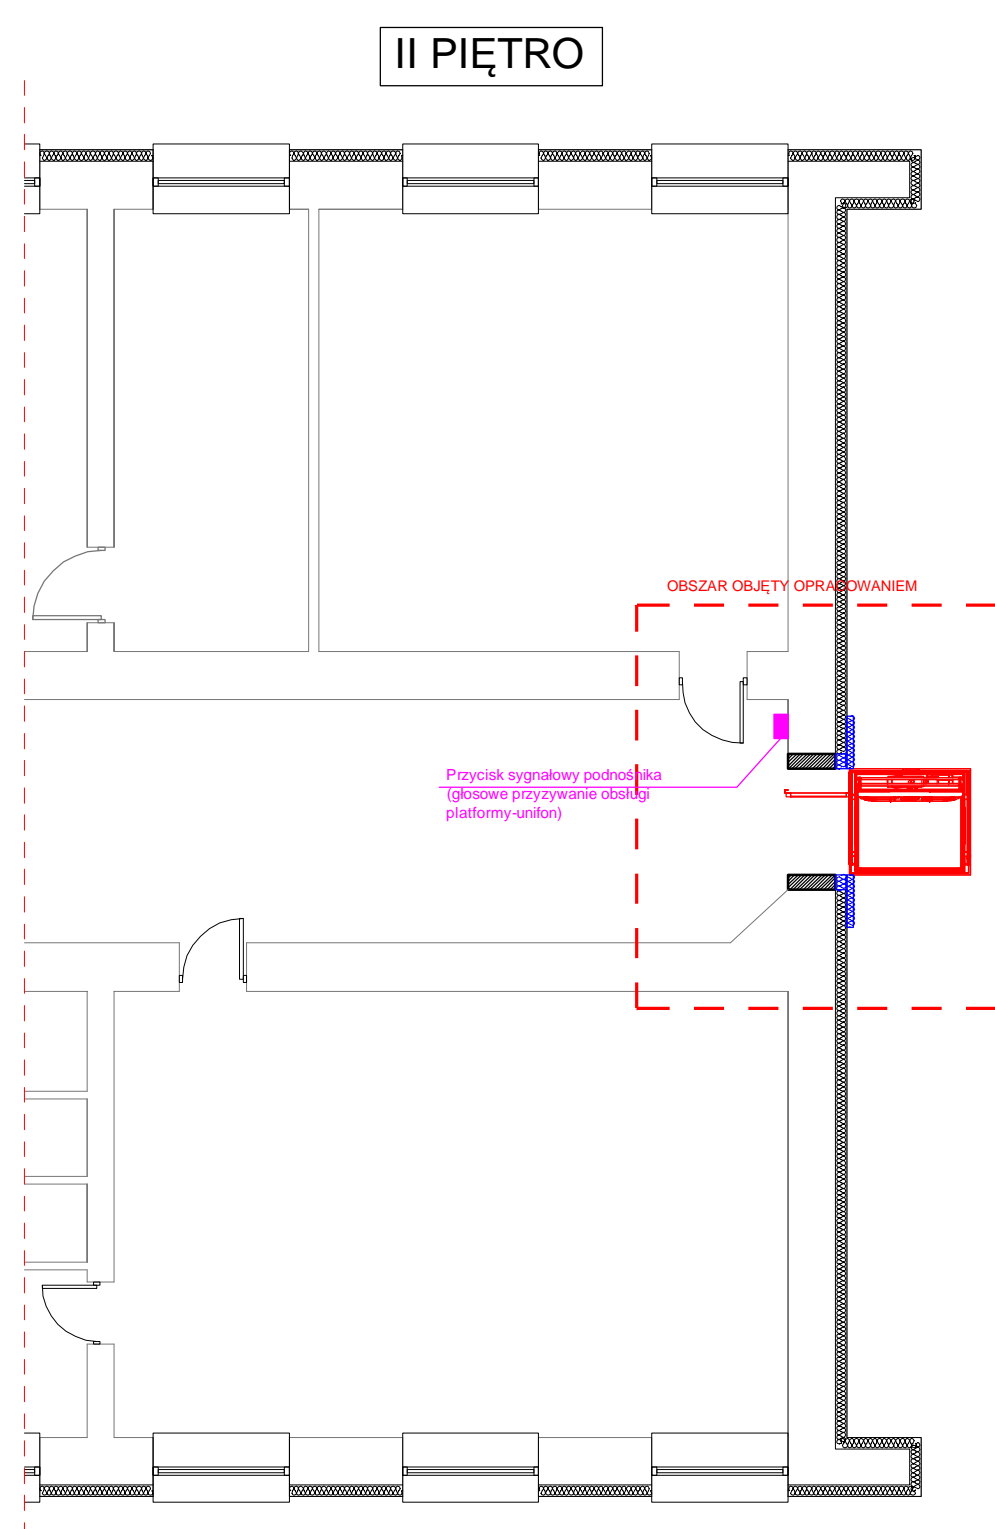 II PIĘTRO
OBSZAR OBJĘTY OPRACOWANIEM
Przycisk sygnałowy podnośnika
(głosowe przyzywanie obsługi
platformy-unifon)